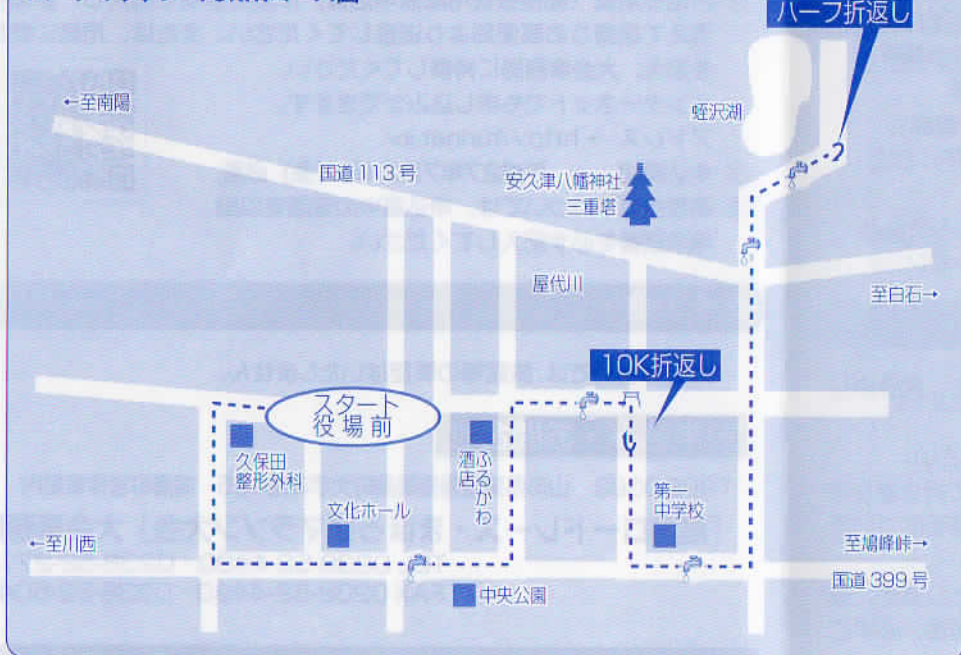 ハーフ折返し
←至南陽
蛭沢湖
国道113号
安久津八幡神社
三重塔
屋代川
至白石→
10K折返し
スタート
役場前
久保田
整形外科
ふるかわ
酒店
文化ホール
第一
中学校
←至川西
至鳩峰峠→
国道399号
中央公園